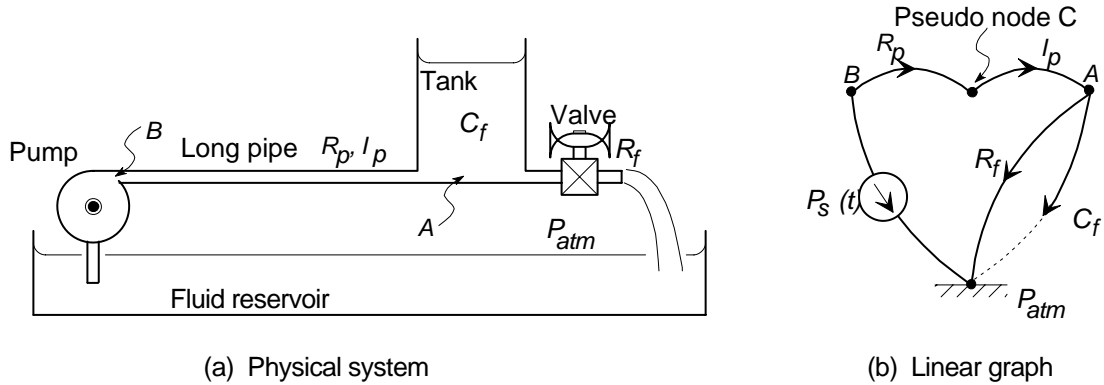 Tank
C_f
Valve
B
Pump
Long pipe
R_p, I_p
R_f
A
P_atm
Fluid reservoir
(a) Physical system
Pseudo node C
R_p
I_p
B
A
R_f
P_s (t)
C_f
P_atm
(b) Linear graph